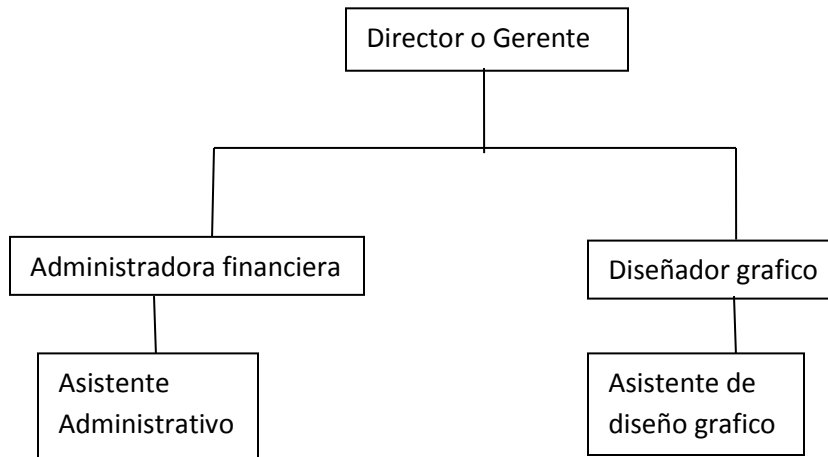 Director o Gerente
Administradora financiera
Diseñador grafico
Asistente
Administrativo
Asistente de
diseño grafico